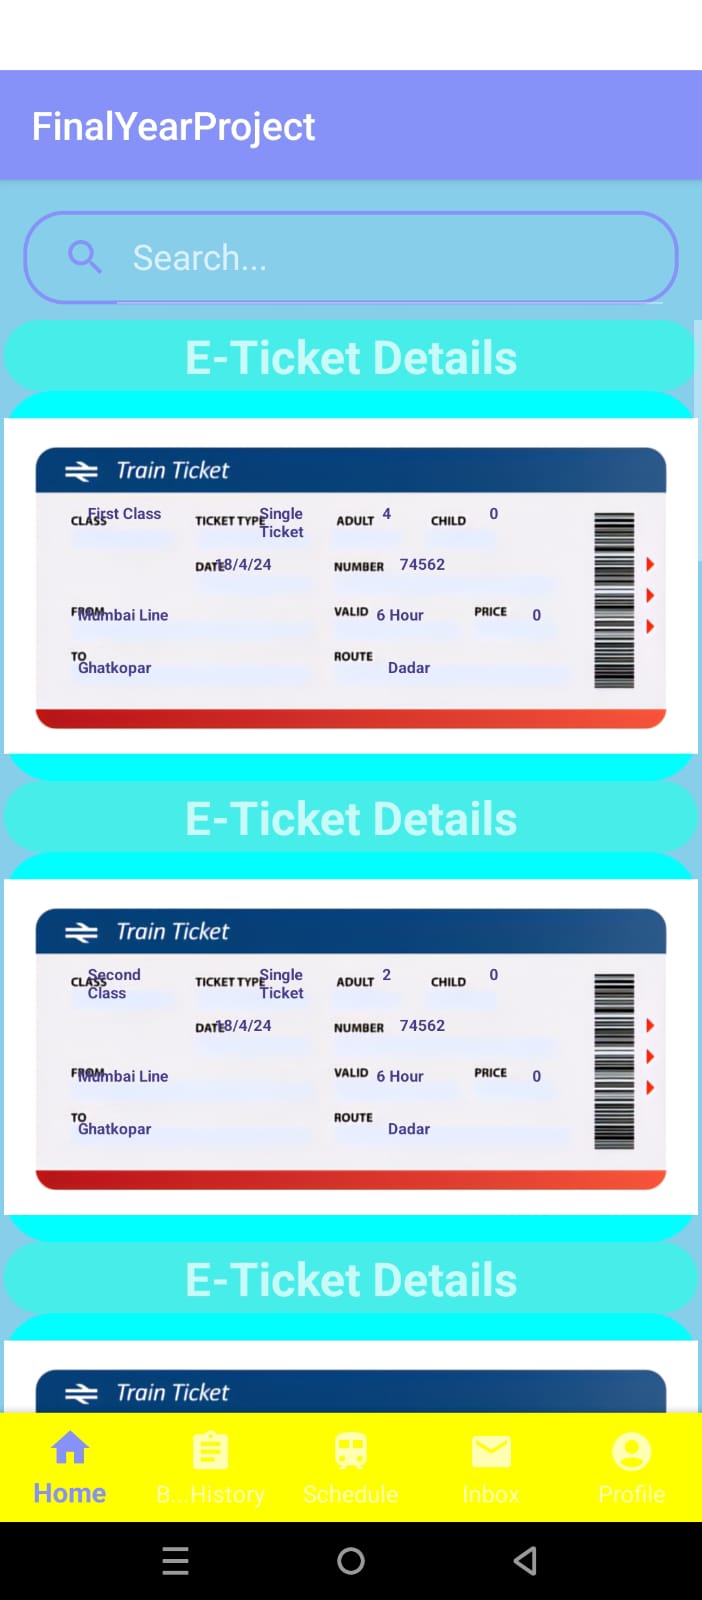 FinalYearProject
Search...
E-Ticket Details
Train Ticket
CLASS First Class TICKET TYPE Single Ticket ADULT 4 CHILD 0
DATE 18/4/24 NUMBER 74562
FROM Mumbai Line VALID 6 Hour PRICE 0
TO Ghatkopar ROUTE Dadar
E-Ticket Details
Train Ticket
CLASS Second Class TICKET TYPE Single Ticket ADULT 2 CHILD 0
DATE 18/4/24 NUMBER 74562
FROM Mumbai Line VALID 6 Hour PRICE 0
TO Ghatkopar ROUTE Dadar
E-Ticket Details
Train Ticket
Home B...History Schedule Inbox Profile